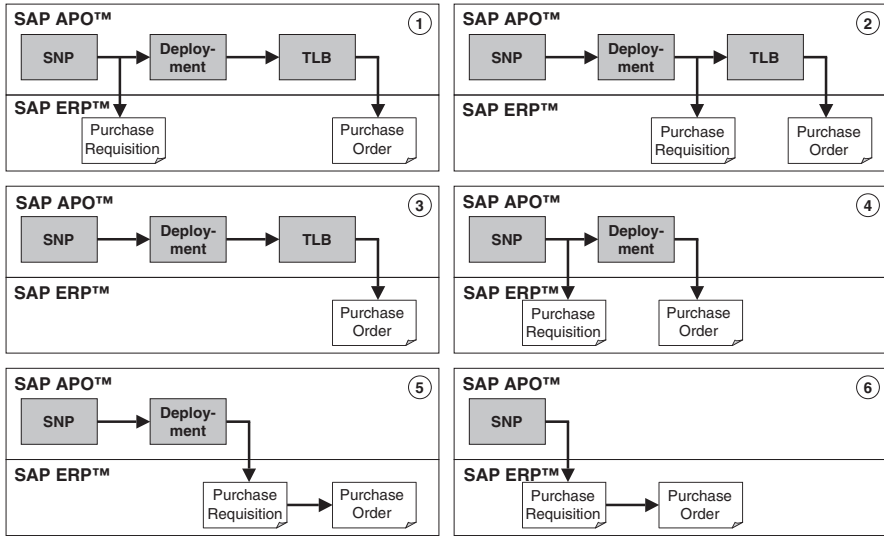 SAP APO™
①
SNP
Deploy-
ment
TLB
SAP ERP™
Purchase
Requisition
Purchase
Order
SAP APO™
②
SNP
Deploy-
ment
TLB
SAP ERP™
Purchase
Requisition
Purchase
Order
SAP APO™
③
SNP
Deploy-
ment
TLB
SAP ERP™
Purchase
Order
SAP APO™
④
SNP
Deploy-
ment
SAP ERP™
Purchase
Requisition
Purchase
Order
SAP APO™
⑤
SNP
Deploy-
ment
SAP ERP™
Purchase
Requisition
Purchase
Order
SAP APO™
⑥
SNP
SAP ERP™
Purchase
Requisition
Purchase
Order